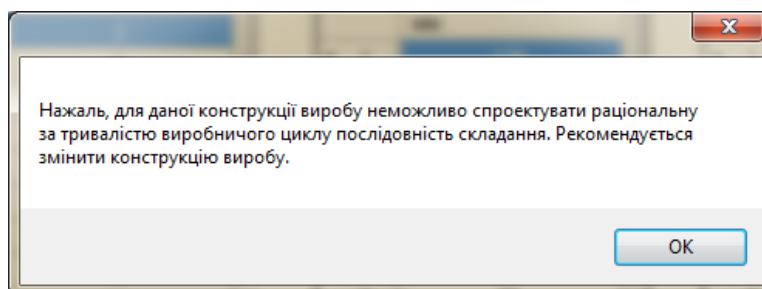 Нажаль, для даної конструкції виробу неможливо спроектувати раціональну
за тривалістю виробничого циклу послідовність складання. Рекомендується
змінити конструкцію виробу.
OK